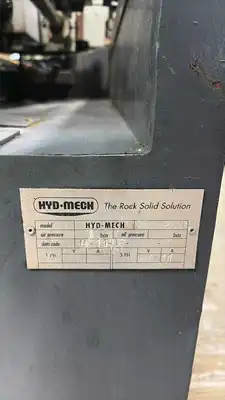 HYD·MECH The Rock Solid Solution
model HYD-MECH
air pressure bar oil pressure bar
date code
V A V A
1 PH 3 PH